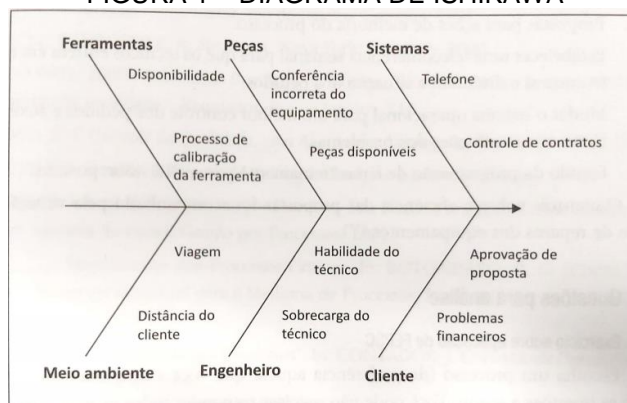 FIGURA 4 – DIAGRAMA DE ISHIKAWA
Ferramentas
Peças
Sistemas
Disponibilidade
Conferência
incorreta do
equipamento
Telefone
Processo de
calibração
da ferramenta
Peças disponíveis
Controle de contratos
Viagem
Habilidade do
técnico
Aprovação de
proposta
Distância do
cliente
Sobrecarga do
técnico
Problemas
financeiros
Meio ambiente
Engenheiro
Cliente